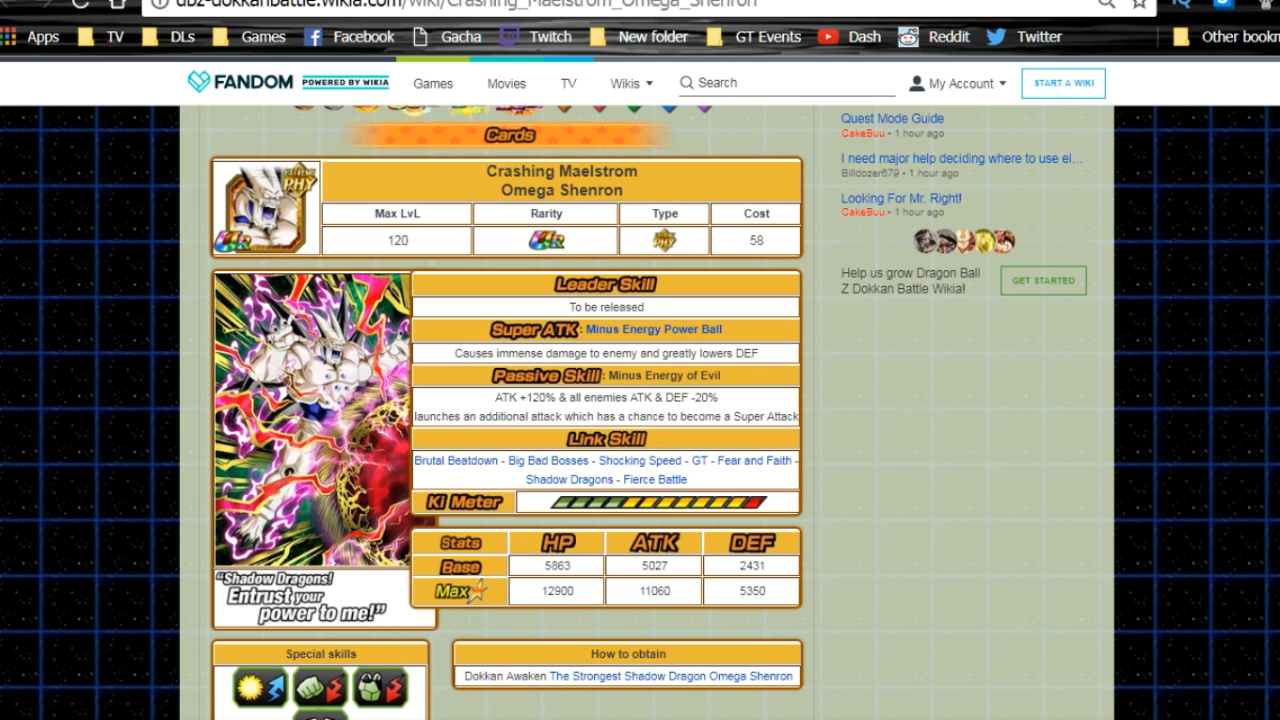 dbz-dokkanbattle.wikia.com/wiki/Crashing_Maelstrom_Omega_Shenron
Apps TV DLs Games Facebook Gacha Twitch New folder GT Events Dash Reddit Twitter Other bookn
FANDOM POWERED BY WIKIA Games Movies TV Wikis Search My Account START A WIKI
Cards
Crashing Maelstrom
Omega Shenron
Max LvL Rarity Type Cost
120 UR PHY 58
Leader Skill
To be released
Super ATK : Minus Energy Power Ball
Causes immense damage to enemy and greatly lowers DEF
Passive Skill : Minus Energy of Evil
ATK +120% & all enemies ATK & DEF -20%
launches an additional attack which has a chance to become a Super Attack
Link Skill
Brutal Beatdown - Big Bad Bosses - Shocking Speed - GT - Fear and Faith -
Shadow Dragons - Fierce Battle
Ki Meter
Stats HP ATK DEF
Base 5863 5027 2431
Max 12900 11060 5350
"Shadow Dragons!
Entrust your
power to me!"
Special skills
How to obtain
Dokkan Awaken The Strongest Shadow Dragon Omega Shenron
Quest Mode Guide
CakeBuu • 1 hour ago
I need major help deciding where to use el...
Billdozer679 • 1 hour ago
Looking For Mr. Right!
CakeBuu • 1 hour ago
Help us grow Dragon Ball
Z Dokkan Battle Wikia!
GET STARTED